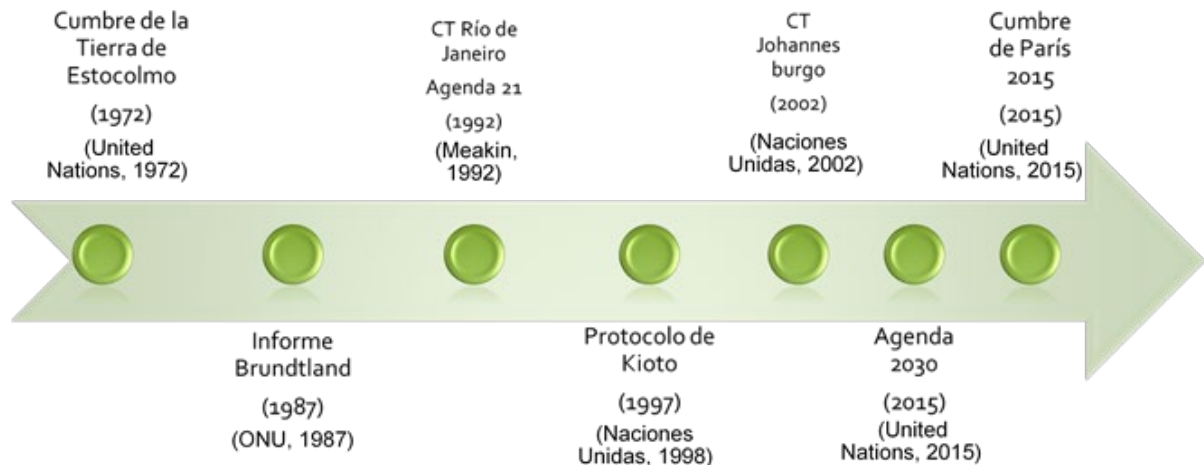 Cumbre de la
Tierra de
Estocolmo
(1972)
(United
Nations, 1972)
Informe
Brundtland
(1987)
(ONU, 1987)
CT Río de
Janeiro
Agenda 21
(1992)
(Meakin,
1992)
Protocolo de
Kioto
(1997)
(Naciones
Unidas, 1998)
CT
Johannes
burgo
(2002)
(Naciones
Unidas, 2002)
Agenda
2030
(2015)
(United
Nations, 2015)
Cumbre
de París
2015
(2015)
(United
Nations, 2015)